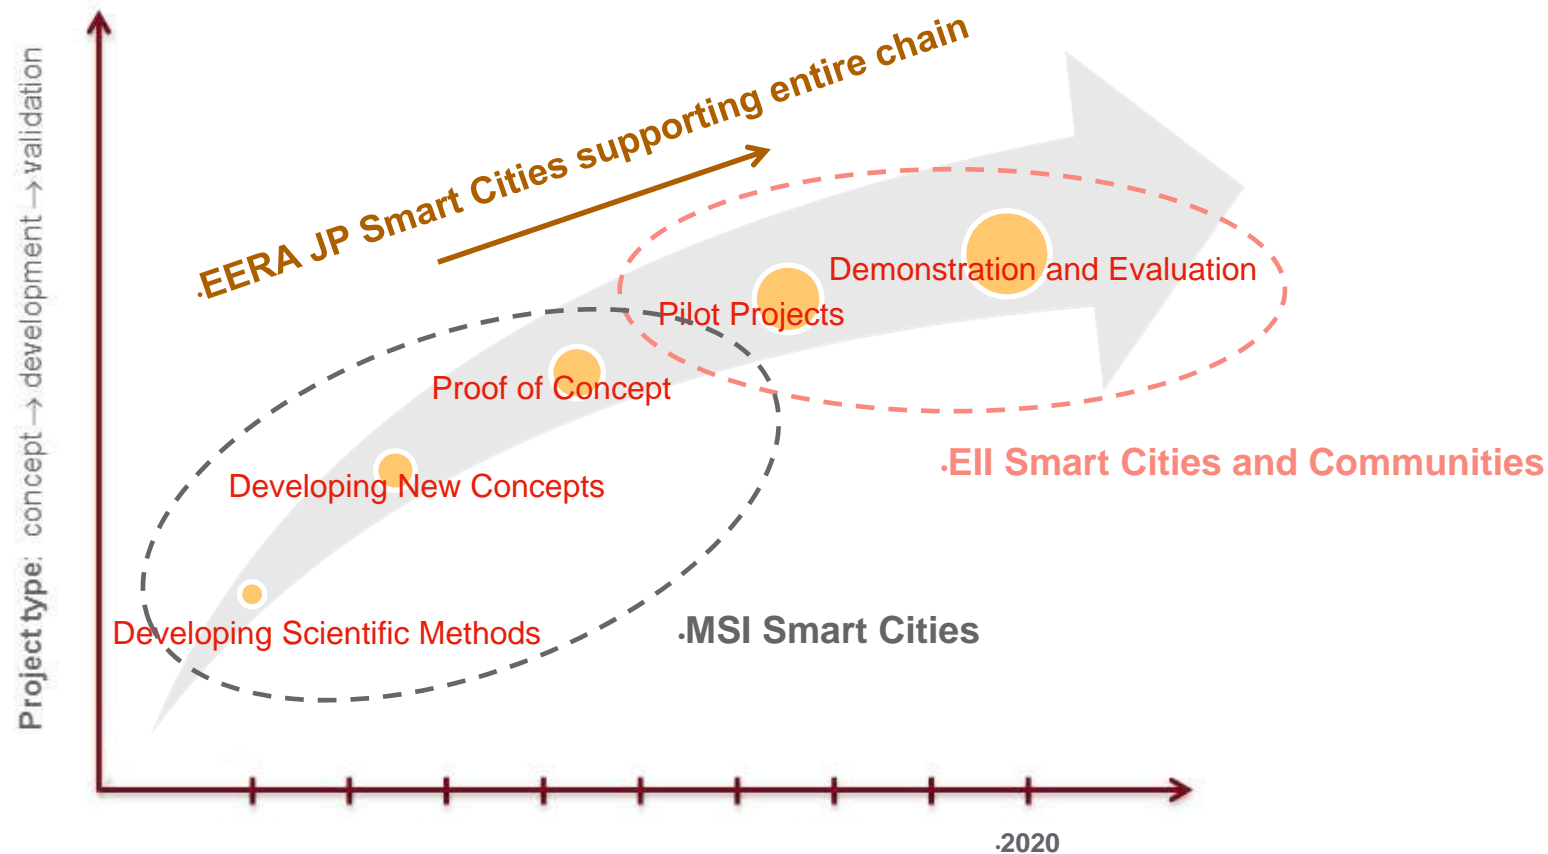 .EERA JP Smart Cities supporting entire chain
Project type: concept → development → validation
Demonstration and Evaluation
Pilot Projects
Proof of Concept
.EII Smart Cities and Communities
Developing New Concepts
Developing Scientific Methods
.MSI Smart Cities
.2020